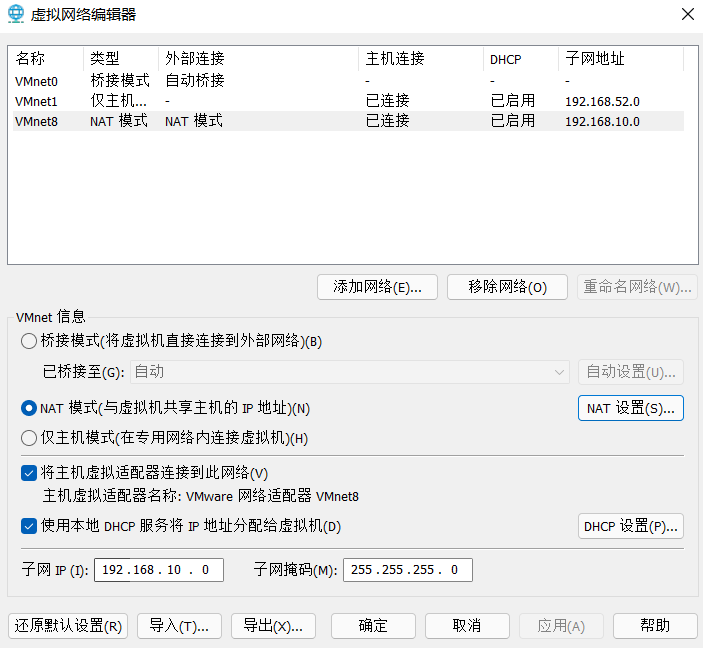 虚拟网络编辑器
名称 类型 外部连接 主机连接 DHCP 子网地址
VMnet0 桥接模式 自动桥接 - - -
VMnet1 仅主机... - 已连接 已启用 192.168.52.0
VMnet8 NAT 模式 NAT 模式 已连接 已启用 192.168.10.0
添加网络(E)... 移除网络(O) 重命名网络(W)...
VMnet 信息
桥接模式(将虚拟机直接连接到外部网络)(B)
已桥接至(G): 自动 自动设置(U)...
NAT 模式(与虚拟机共享主机的 IP 地址)(N) NAT 设置(S)...
仅主机模式(在专用网络内连接虚拟机)(H)
将主机虚拟适配器连接到此网络(V)
主机虚拟适配器名称: VMware 网络适配器 VMnet8
使用本地 DHCP 服务将 IP 地址分配给虚拟机(D) DHCP 设置(P)...
子网 IP (I): 192 . 168 . 10 . 0 子网掩码(M): 255 . 255 . 255 . 0
还原默认设置(R) 导入(T)... 导出(X)... 确定 取消 应用(A) 帮助